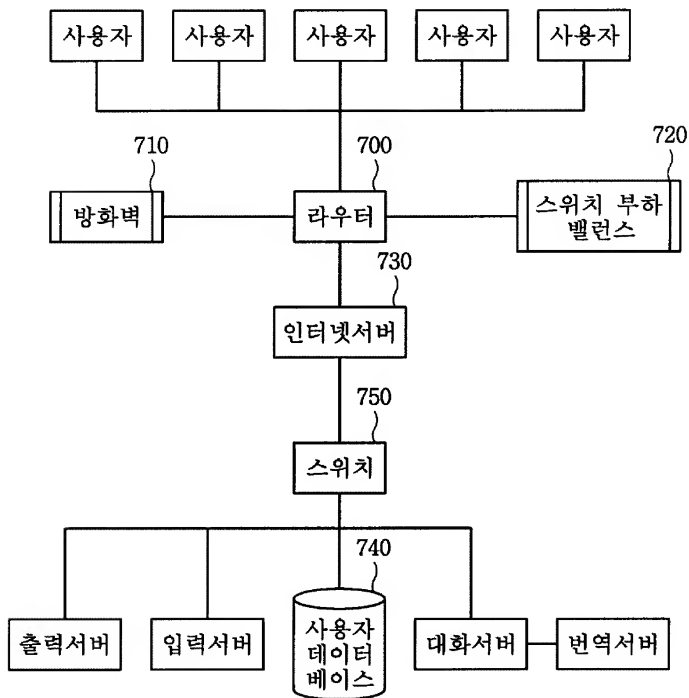 사용자
사용자
사용자
사용자
사용자
710
700
720
방화벽
라우터
스위치 부하
밸런스
730
인터넷서버
750
스위치
740
출력서버
입력서버
사용자
데이터
베이스
대화서버
번역서버